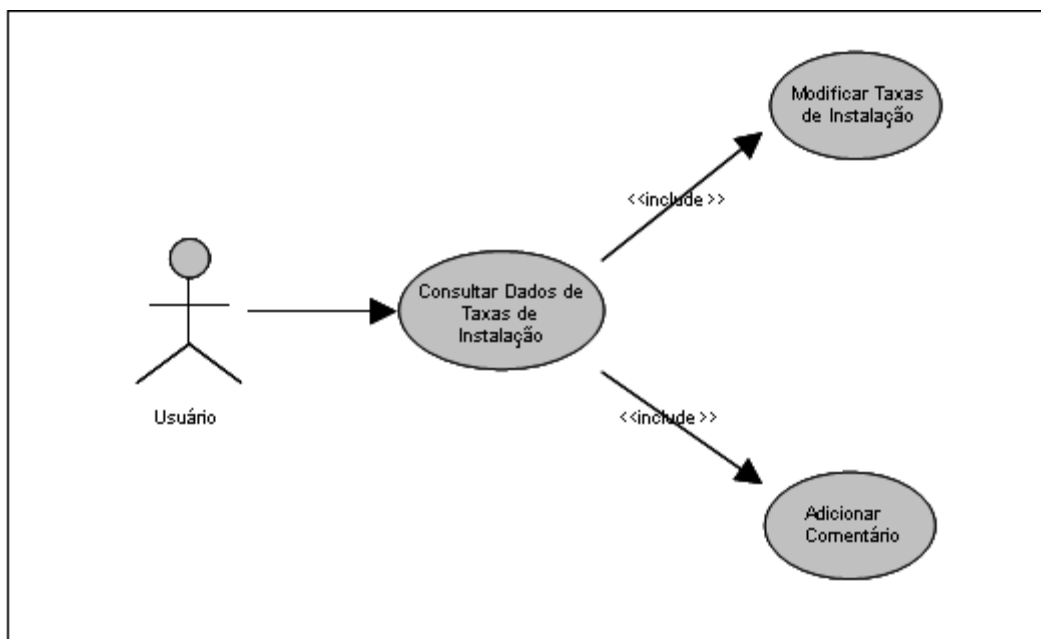 Modificar Taxas
de Instalação
<<include>>
Consultar Dados de
Taxas de
Instalação
Usuário
<<include>>
Adicionar
Comentário